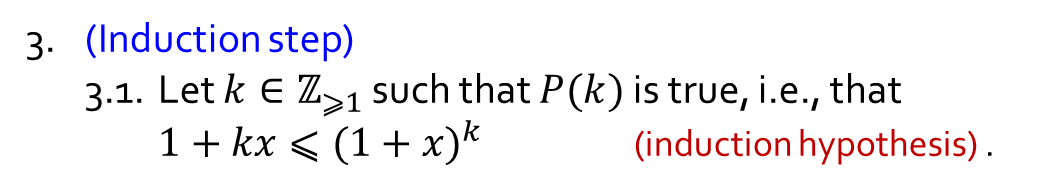 3. (Induction step)
3.1. Let k ∈ ℤ⩾1 such that P(k) is true, i.e., that
1 + kx ⩽ (1 + x)^k (induction hypothesis) .